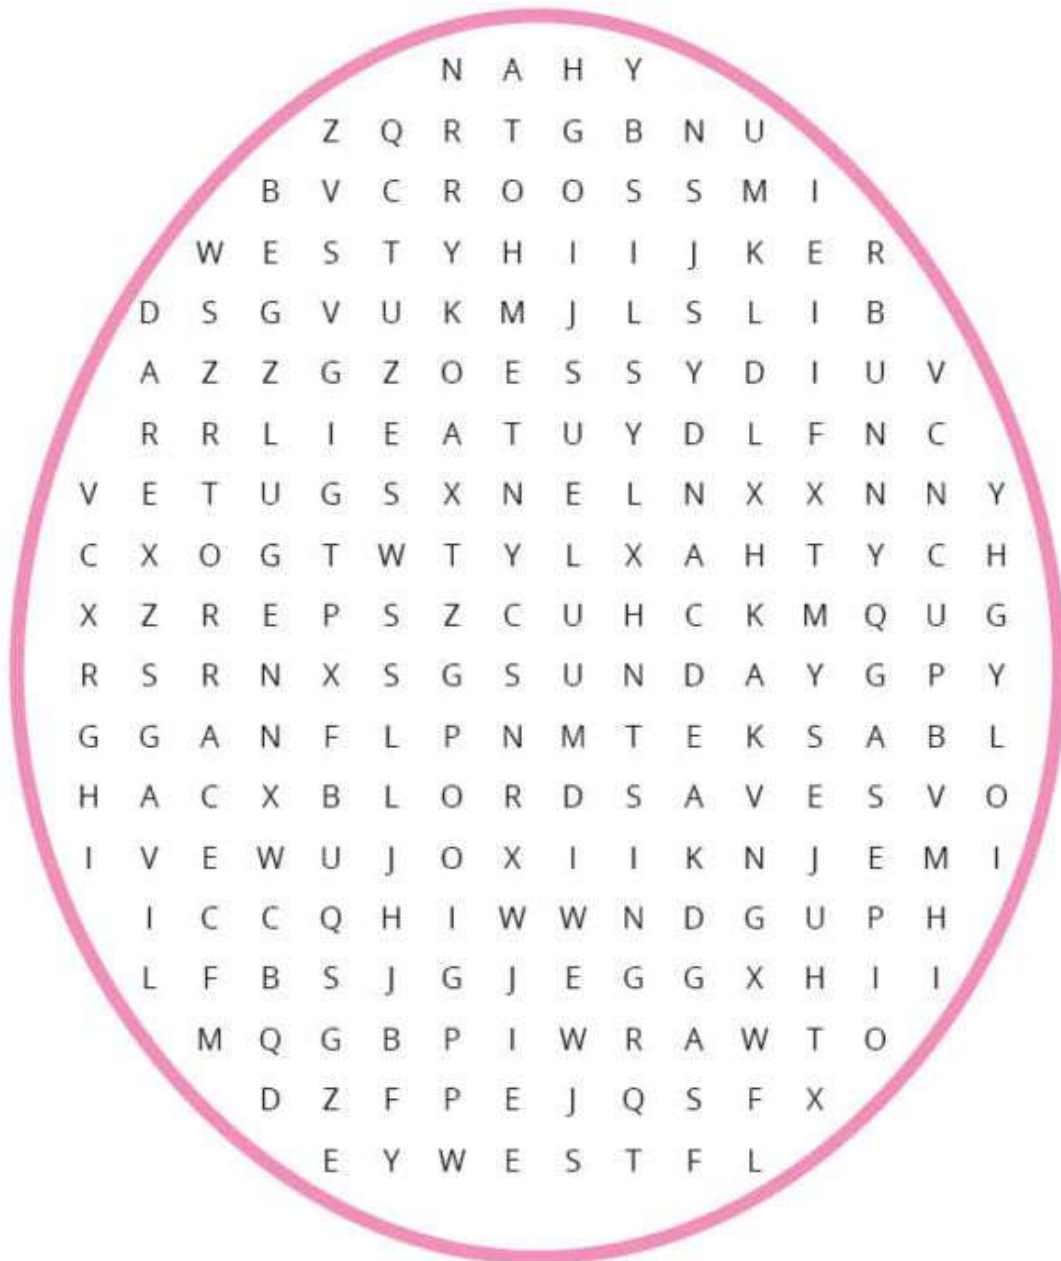 N A H Y
Z Q R T G B N U
B V C R O O S S M I
W E S T Y H I I J K E R
D S G V U K M J L S L I B
A Z Z G Z O E S S Y D I U V
R R L I E A T U Y D L F N C
V E T U G S X N E L N X X N N Y
C X O G T W T Y L X A H T Y C H
X Z R E P S Z C U H C K M Q U G
R S R N X S G S U N D A Y G P Y
G G A N F L P N M T E K S A B L
H A C X B L O R D S A V E S V O
I V E W U J O X I I K N J E M I
I C C Q H I W W N D G U P H
L F B S J G J E G G X H I I
M Q G B P I W R A W T O
D Z F P E J Q S F X
E Y W E S T F L